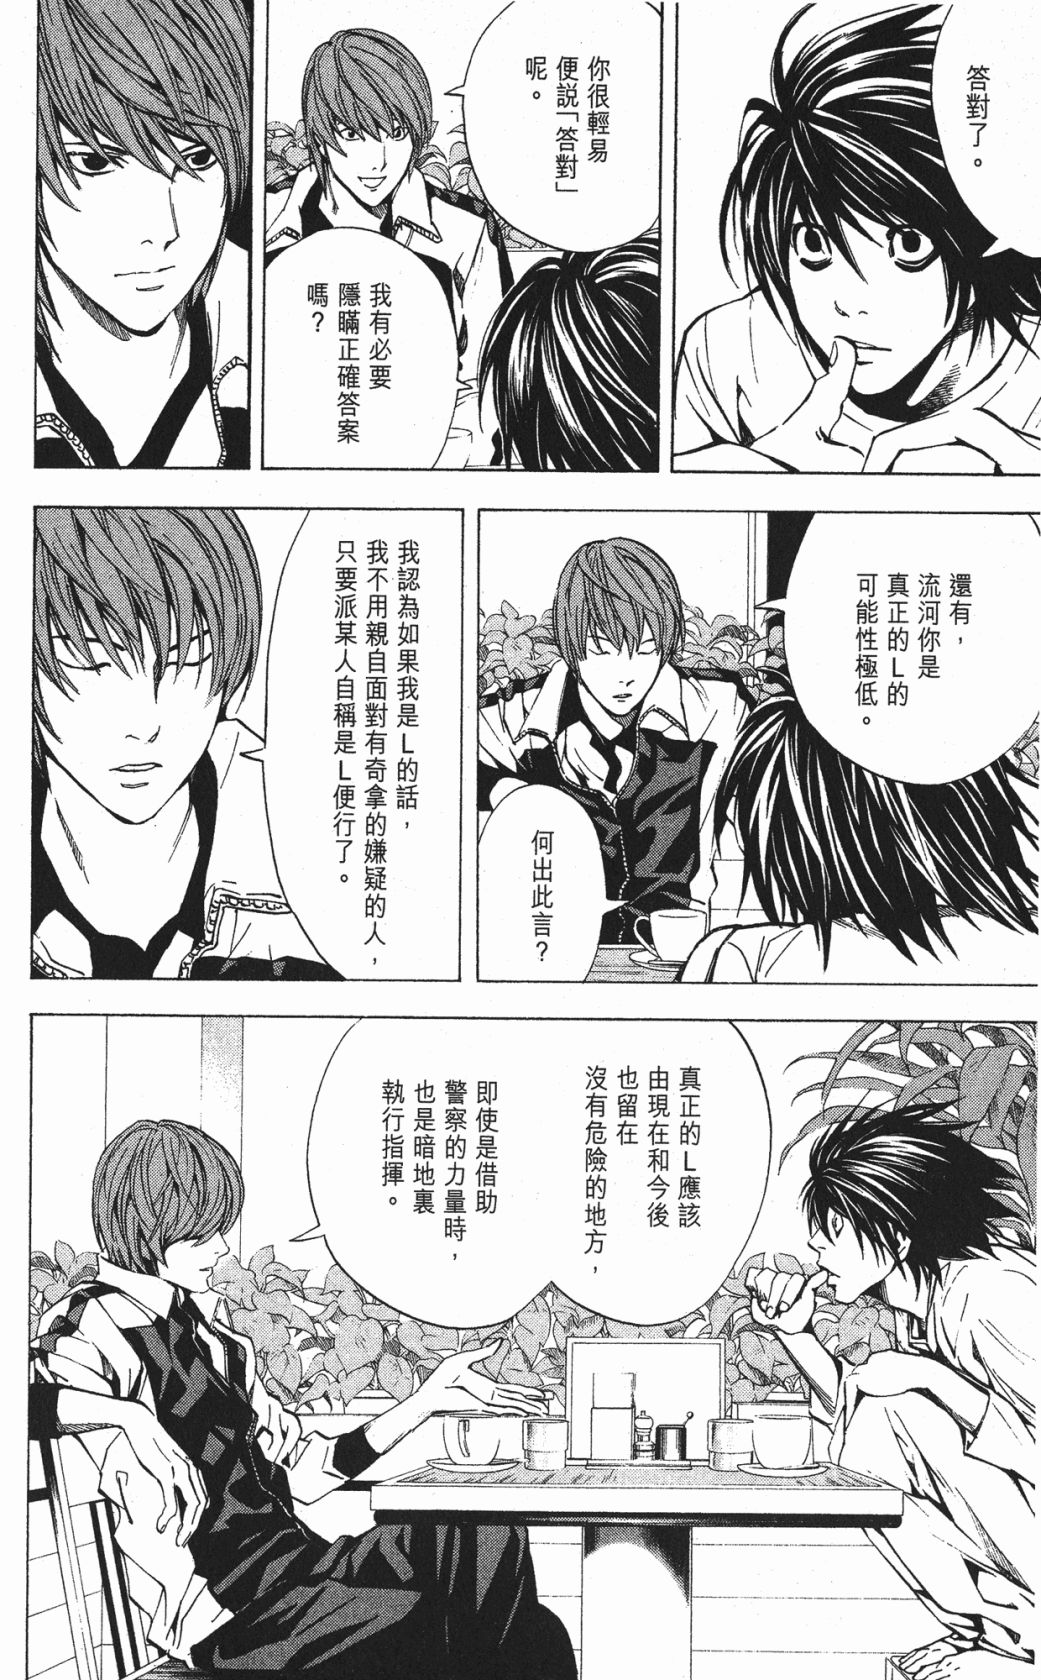 答對了。
你很輕易
便説「答對」
呢。
我有必要
隱瞞正確答案
嗎？
還有，
流河你是
真正的L的
可能性極低。
何出此言？
我認為如果我是L的話，
我不用親自面對有奇拿的嫌疑的人，
只要派某人自稱是L便行了。
真正的L應該
由現在和今後
也留在
沒有危險的地方，
即使是借助
警察的力量時，
也是暗地裏
執行指揮。